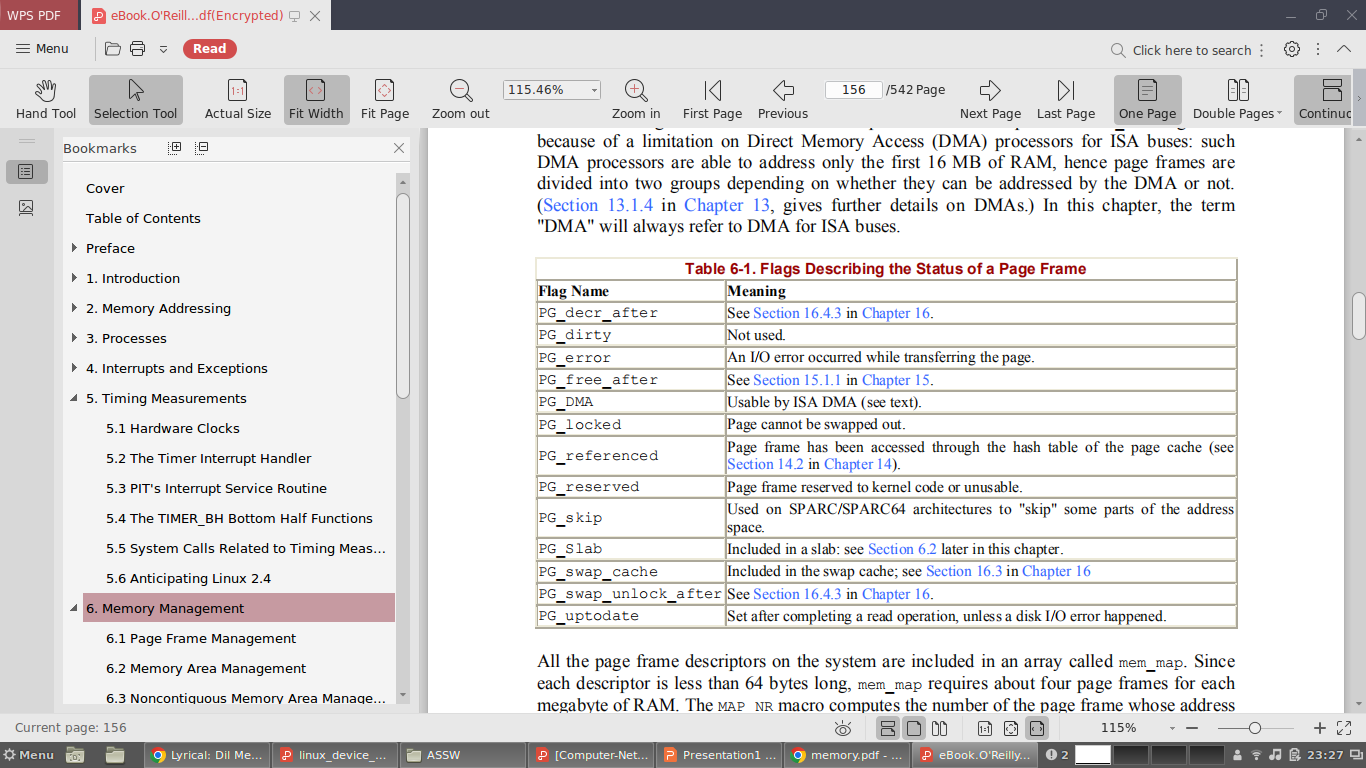 WPS PDF
eBook.O'Reill...df(Encrypted)
Menu
Read
Click here to search
Hand Tool
Selection Tool
Actual Size
Fit Width
Fit Page
Zoom out
115.46%
Zoom in
First Page
Previous
156 /542 Page
Next Page
Last Page
One Page
Double Pages
Continuc
Bookmarks
Cover
Table of Contents
Preface
1. Introduction
2. Memory Addressing
3. Processes
4. Interrupts and Exceptions
5. Timing Measurements
5.1 Hardware Clocks
5.2 The Timer Interrupt Handler
5.3 PIT's Interrupt Service Routine
5.4 The TIMER_BH Bottom Half Functions
5.5 System Calls Related to Timing Meas...
5.6 Anticipating Linux 2.4
6. Memory Management
6.1 Page Frame Management
6.2 Memory Area Management
6.3 Noncontiguous Memory Area Manage...
because of a limitation on Direct Memory Access (DMA) processors for ISA buses: such
DMA processors are able to address only the first 16 MB of RAM, hence page frames are
divided into two groups depending on whether they can be addressed by the DMA or not.
(Section 13.1.4 in Chapter 13, gives further details on DMAs.) In this chapter, the term
"DMA" will always refer to DMA for ISA buses.
Table 6-1. Flags Describing the Status of a Page Frame
Flag Name Meaning
PG_decr_after See Section 16.4.3 in Chapter 16.
PG_dirty Not used.
PG_error An I/O error occurred while transferring the page.
PG_free_after See Section 15.1.1 in Chapter 15.
PG_DMA Usable by ISA DMA (see text).
PG_locked Page cannot be swapped out.
PG_referenced Page frame has been accessed through the hash table of the page cache (see
Section 14.2 in Chapter 14).
PG_reserved Page frame reserved to kernel code or unusable.
PG_skip Used on SPARC/SPARC64 architectures to "skip" some parts of the address
space.
PG_Slab Included in a slab: see Section 6.2 later in this chapter.
PG_swap_cache Included in the swap cache; see Section 16.3 in Chapter 16
PG_swap_unlock_after See Section 16.4.3 in Chapter 16.
PG_uptodate Set after completing a read operation, unless a disk I/O error happened.
All the page frame descriptors on the system are included in an array called mem_map. Since
each descriptor is less than 64 bytes long, mem_map requires about four page frames for each
megabyte of RAM. The MAP_NR macro computes the number of the page frame whose address
Current page: 156
115%
Menu
Lyrical: Dil Me...
linux_device_...
ASSW
[Computer-Net...
Presentation1 ...
memory.pdf - ...
eBook.O'Reilly...
2
23:27